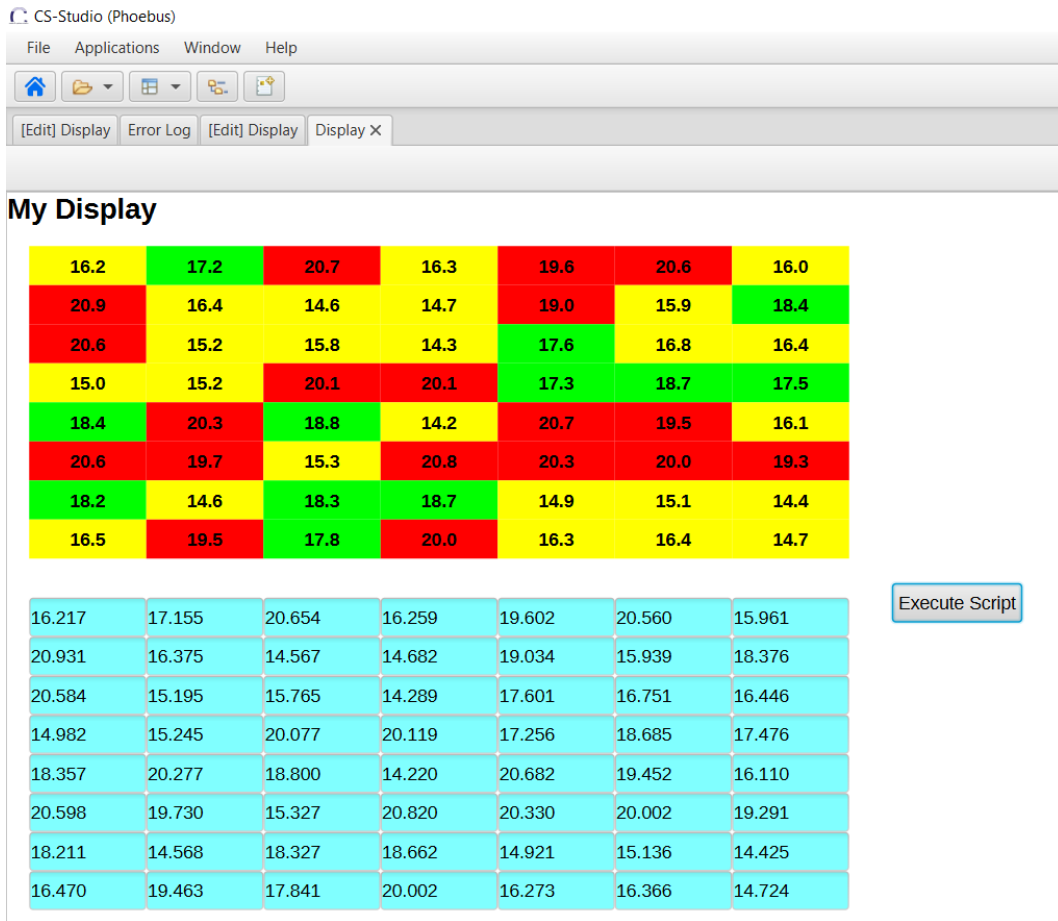 CS-Studio (Phoebus)
File Applications Window Help
[Edit] Display Error Log [Edit] Display Display
My Display
16.2 17.2 20.7 16.3 19.6 20.6 16.0
20.9 16.4 14.6 14.7 19.0 15.9 18.4
20.6 15.2 15.8 14.3 17.6 16.8 16.4
15.0 15.2 20.1 20.1 17.3 18.7 17.5
18.4 20.3 18.8 14.2 20.7 19.5 16.1
20.6 19.7 15.3 20.8 20.3 20.0 19.3
18.2 14.6 18.3 18.7 14.9 15.1 14.4
16.5 19.5 17.8 20.0 16.3 16.4 14.7
Execute Script
16.217 17.155 20.654 16.259 19.602 20.560 15.961
20.931 16.375 14.567 14.682 19.034 15.939 18.376
20.584 15.195 15.765 14.289 17.601 16.751 16.446
14.982 15.245 20.077 20.119 17.256 18.685 17.476
18.357 20.277 18.800 14.220 20.682 19.452 16.110
20.598 19.730 15.327 20.820 20.330 20.002 19.291
18.211 14.568 18.327 18.662 14.921 15.136 14.425
16.470 19.463 17.841 20.002 16.273 16.366 14.724